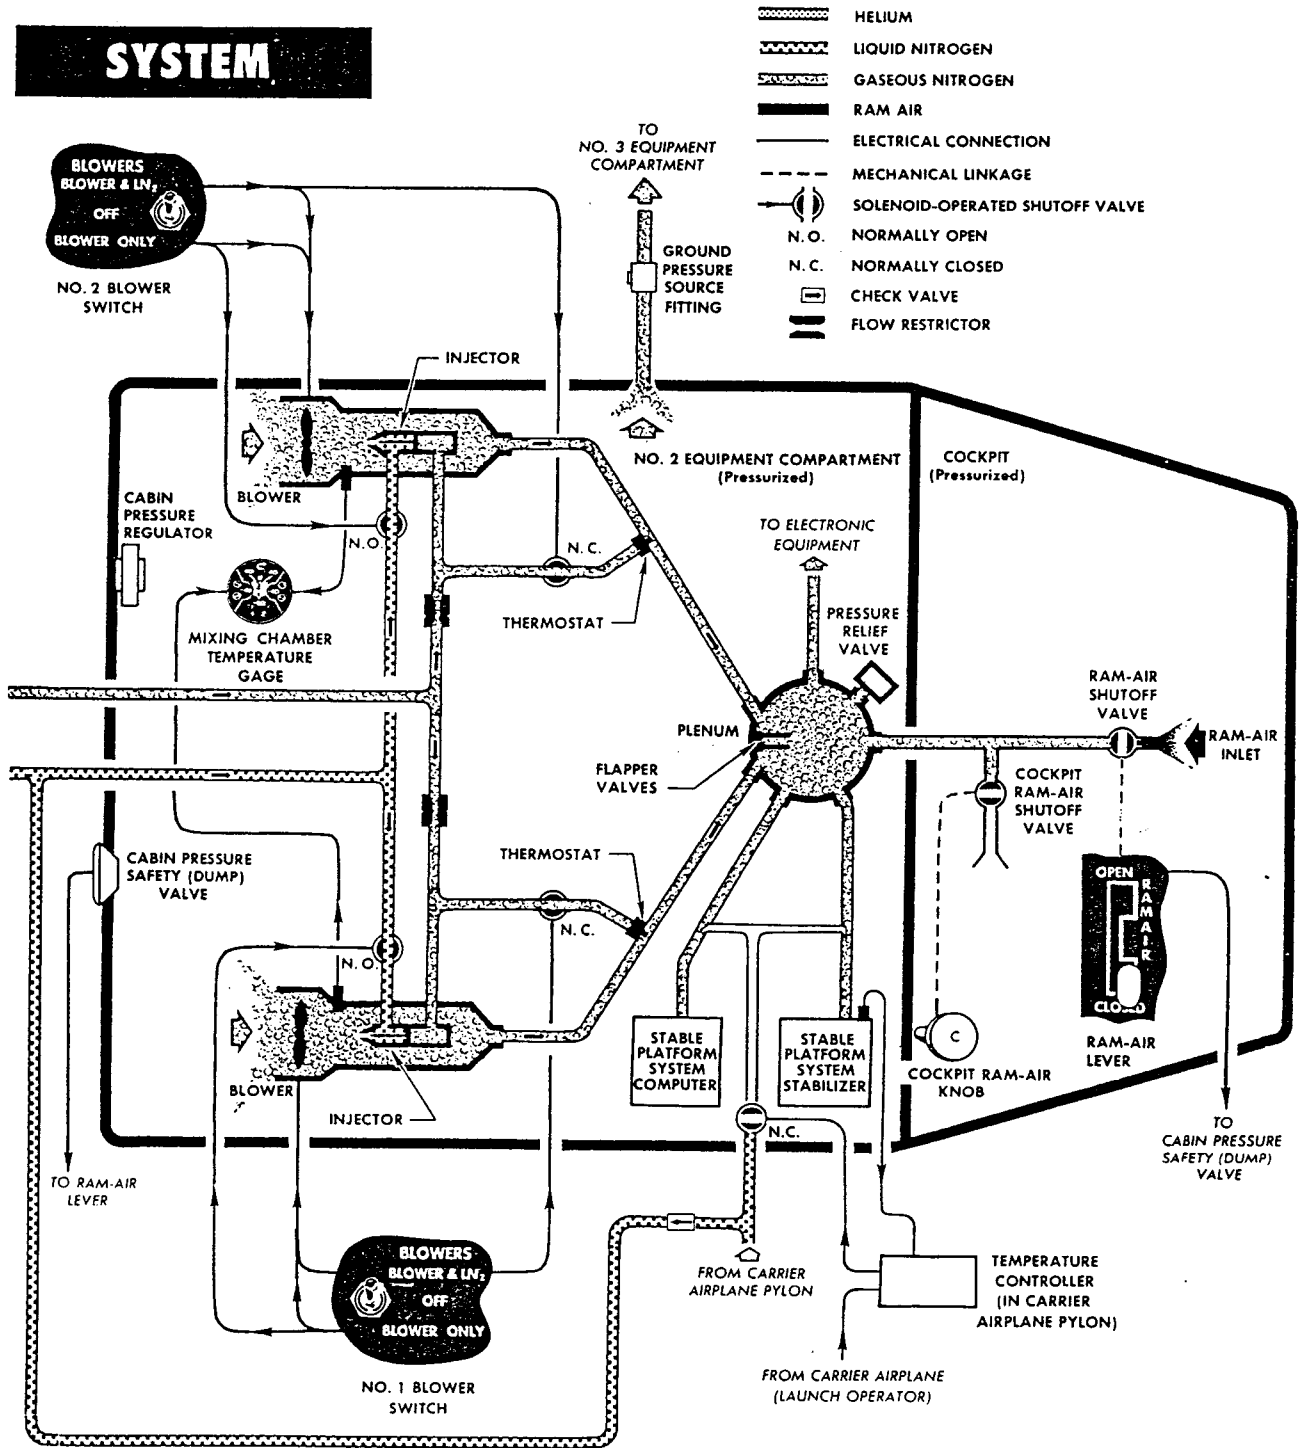 SYSTEM
HELIUM
LIQUID NITROGEN
GASEOUS NITROGEN
RAM AIR
ELECTRICAL CONNECTION
MECHANICAL LINKAGE
SOLENOID-OPERATED SHUTOFF VALVE
N.O. NORMALLY OPEN
N.C. NORMALLY CLOSED
CHECK VALVE
FLOW RESTRICTOR
TO
NO. 3 EQUIPMENT
COMPARTMENT
BLOWERS
BLOWER & LN₂
OFF
BLOWER ONLY
NO. 2 BLOWER
SWITCH
GROUND
PRESSURE
SOURCE
FITTING
INJECTOR
NO. 2 EQUIPMENT COMPARTMENT
(Pressurized)
COCKPIT
(Pressurized)
BLOWER
CABIN
PRESSURE
REGULATOR
N.O.
N.C.
TO ELECTRONIC
EQUIPMENT
THERMOSTAT
PRESSURE
RELIEF
VALVE
MIXING CHAMBER
TEMPERATURE
GAGE
RAM-AIR
SHUTOFF
VALVE
PLENUM
RAM-AIR
INLET
FLAPPER
VALVES
COCKPIT
RAM-AIR
SHUTOFF
VALVE
CABIN PRESSURE
SAFETY (DUMP)
VALVE
THERMOSTAT
N.C.
OPEN
RAM AIR
CLOSED
N.O.
STABLE
PLATFORM
SYSTEM
COMPUTER
STABLE
PLATFORM
SYSTEM
STABILIZER
C
RAM-AIR
LEVER
COCKPIT RAM-AIR
KNOB
BLOWER
INJECTOR
N.C.
TO
CABIN PRESSURE
SAFETY (DUMP)
VALVE
TO RAM-AIR
LEVER
BLOWERS
BLOWER & LN₂
OFF
BLOWER ONLY
FROM CARRIER
AIRPLANE PYLON
TEMPERATURE
CONTROLLER
(IN CARRIER
AIRPLANE PYLON)
NO. 1 BLOWER
SWITCH
FROM CARRIER AIRPLANE
(LAUNCH OPERATOR)